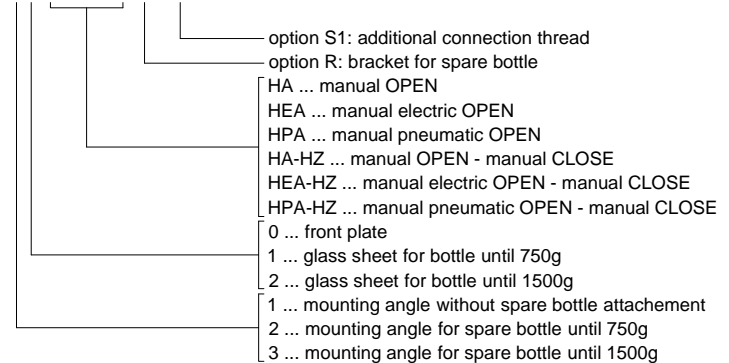 option S1: additional connection thread
option R: bracket for spare bottle
HA ... manual OPEN
HEA ... manual electric OPEN
HPA ... manual pneumatic OPEN
HA-HZ ... manual OPEN - manual CLOSE
HEA-HZ ... manual electric OPEN - manual CLOSE
HPA-HZ ... manual pneumatic OPEN - manual CLOSE
0 ... front plate
1 ... glass sheet for bottle until 750g
2 ... glass sheet for bottle until 1500g
1 ... mounting angle without spare bottle attachement
2 ... mounting angle for spare bottle until 750g
3 ... mounting angle for spare bottle until 1500g